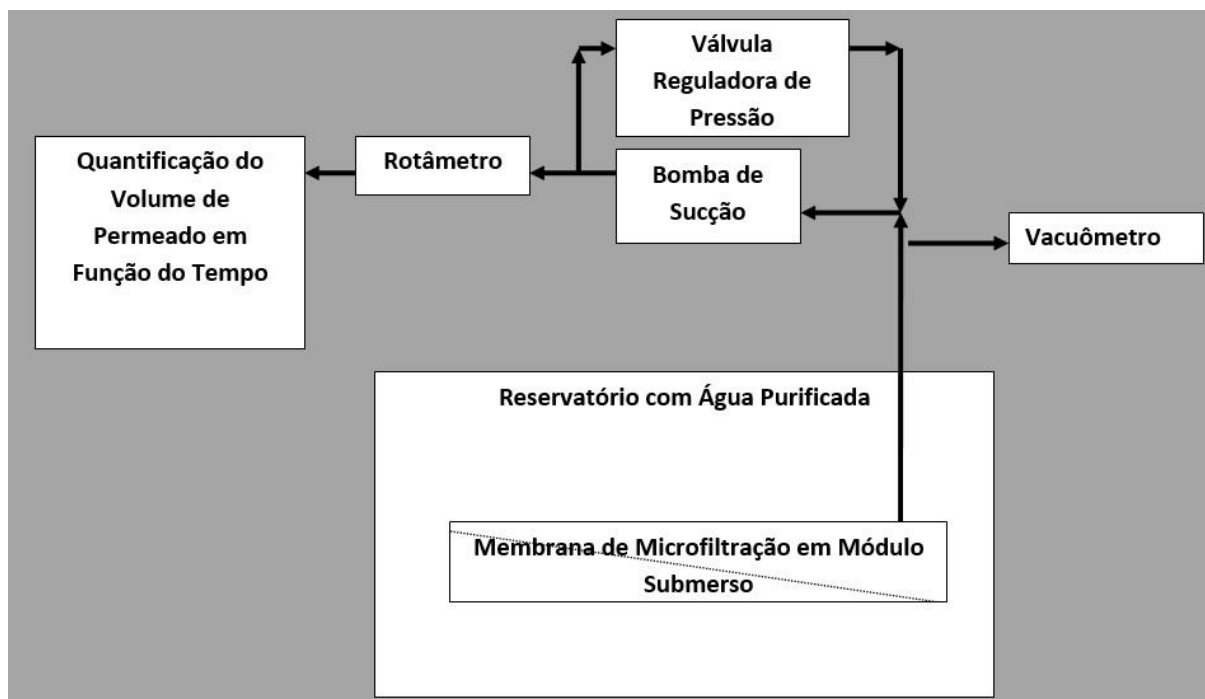 Válvula
Reguladora de
Pressão
Quantificação do
Volume de
Permeado em
Função do Tempo
Rotâmetro
Bomba de
Sucção
Vacuômetro
Reservatório com Água Purificada
Membrana de Microfiltração em Módulo
Submerso